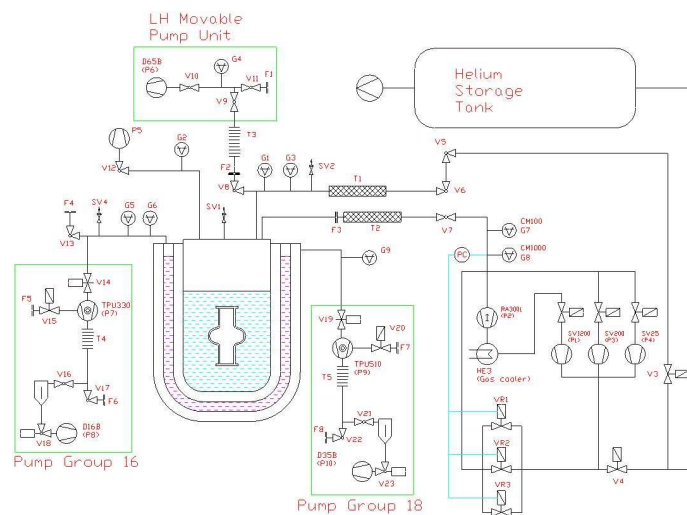 LH Movable
Pump Unit
G4
D65B
(P6)
V10
V11
F1
V9
Helium
Storage
Tank
P5
T3
G2
F2
G1
G3
SV2
V5
V12
V8
T1
V6
F4
SV4
G5
G6
SV1
F3
T2
V7
CM100
G7
V13
G9
PC
CM1000
G8
V14
F5
TPU330
(P7)
V15
T4
V19
V20
F7
TPU510
(P9)
RA3001
(P2)
SV1200
(P1)
SV200
(P3)
SV25
(P4)
HE3
(Gas cooler)
V3
V16
V17
F6
T5
V21
F8
V22
VR1
V18
D16B
(P8)
D35B
(P10)
V23
VR2
V4
VR3
Pump Group 16
Pump Group 18